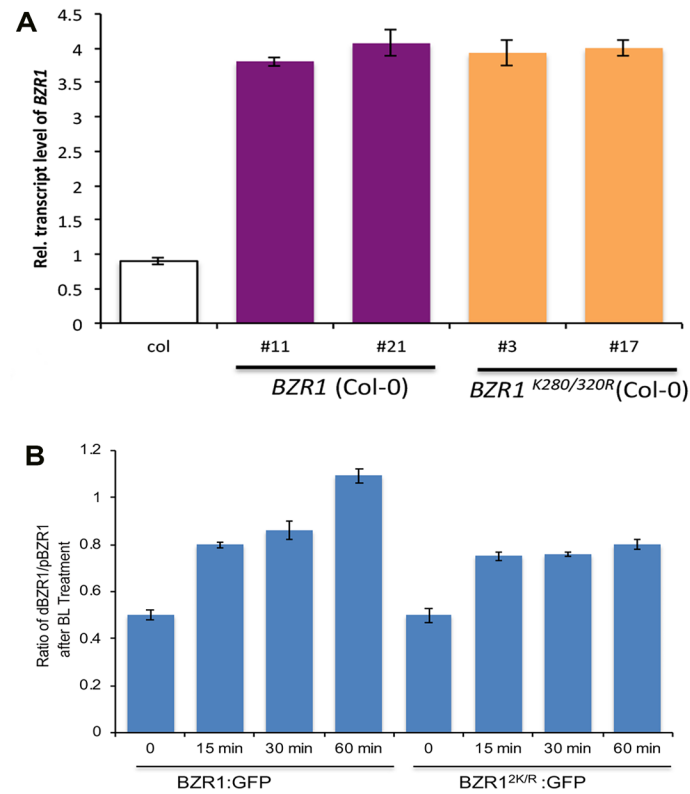 A
Rel. transcript level of BZR1
4.5
4
3.5
3
2.5
2
1.5
1
0.5
0
col
#11
#21
#3
#17
BZR1 (Col-0)
BZR1 K280/320R(Col-0)
B
Ratio of dBZR1/pBZR1
after BL Treatment
1.2
1
0.8
0.6
0.4
0.2
0
0 15 min 30 min 60 min 0 15 min 30 min 60 min
BZR1:GFP
BZR12K/R :GFP